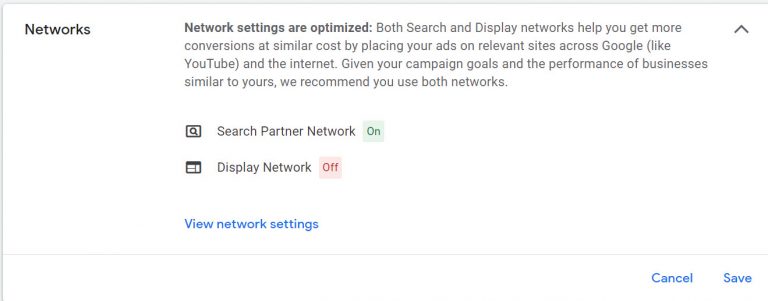 Networks
Network settings are optimized: Both Search and Display networks help you get more
conversions at similar cost by placing your ads on relevant sites across Google (like
YouTube) and the internet. Given your campaign goals and the performance of businesses
similar to yours, we recommend you use both networks.
Search Partner Network On
Display Network Off
View network settings
Cancel Save